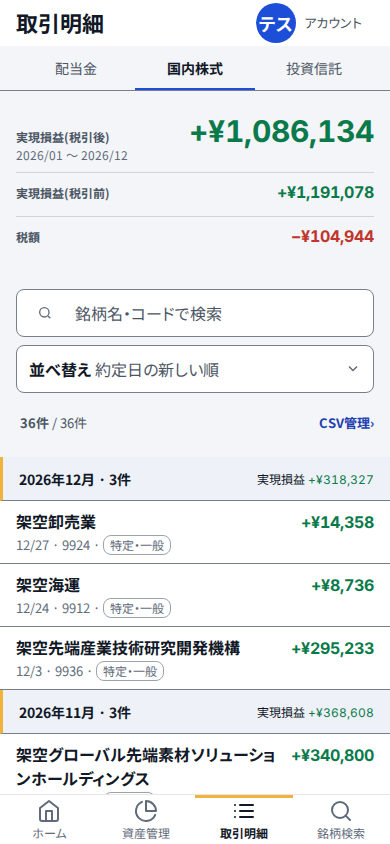 取引明細
テス アカウント
配当金 国内株式 投資信託
実現損益(税引後)
2026/01 〜 2026/12
+¥1,086,134
実現損益(税引前) +¥1,191,078
税額 −¥104,944
銘柄名・コードで検索
並べ替え 約定日の新しい順
36件 / 36件 CSV管理›
2026年12月・3件 実現損益 +¥318,327
架空卸売業 +¥14,358
12/27・9924・ 特定・一般
架空海運 +¥8,736
12/24・9912・ 特定・一般
架空先端産業技術研究開発機構 +¥295,233
12/3・9936・ 特定・一般
2026年11月・3件 実現損益 +¥368,608
架空グローバル先端素材ソリューショ +¥340,800
ンホールディングス
ホーム 資産管理 取引明細 銘柄検索